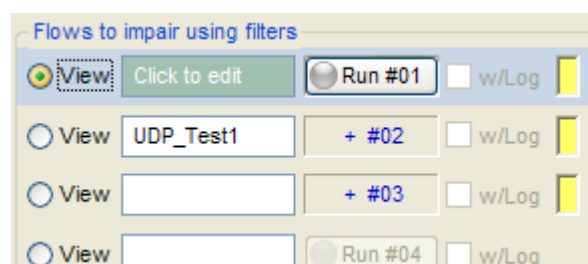 Flows to impair using filters
View Click to edit Run #01 w/Log
View UDP_Test1 + #02 w/Log
View + #03 w/Log
View Run #04 w/Log